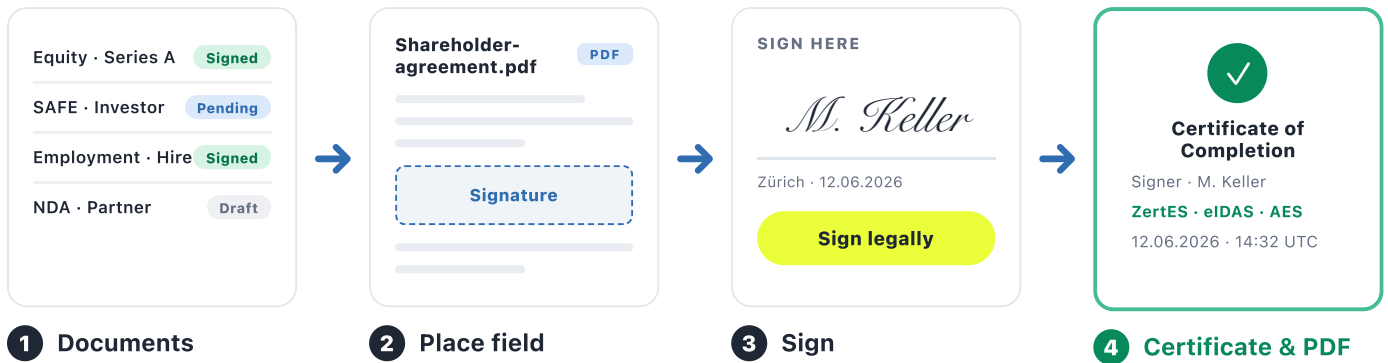 Equity · Series A Signed
SAFE · Investor Pending
Employment · Hire Signed
NDA · Partner Draft
1 Documents
Shareholder-
agreement.pdf
PDF
Signature
2 Place field
SIGN HERE
M. Keller
Zürich · 12.06.2026
Sign legally
3 Sign
Certificate of
Completion
Signer · M. Keller
ZertES · eIDAS · AES
12.06.2026 · 14:32 UTC
4 Certificate & PDF